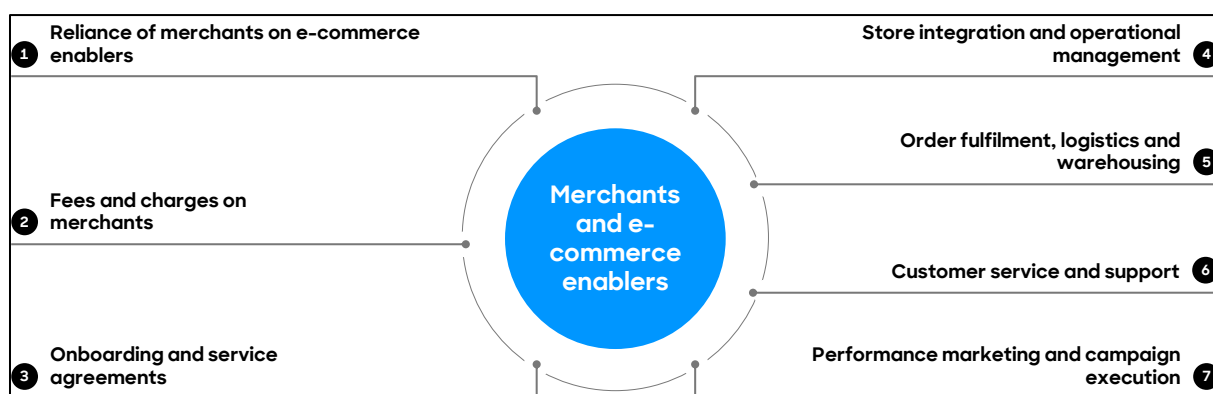 1
Reliance of merchants on e-commerce
enablers
2
Fees and charges on
merchants
3
Onboarding and service
agreements
Merchants
and e-
commerce
enablers
Store integration and operational
management
4
Order fulfilment, logistics and
warehousing
5
Customer service and support
6
Performance marketing and campaign
execution
7